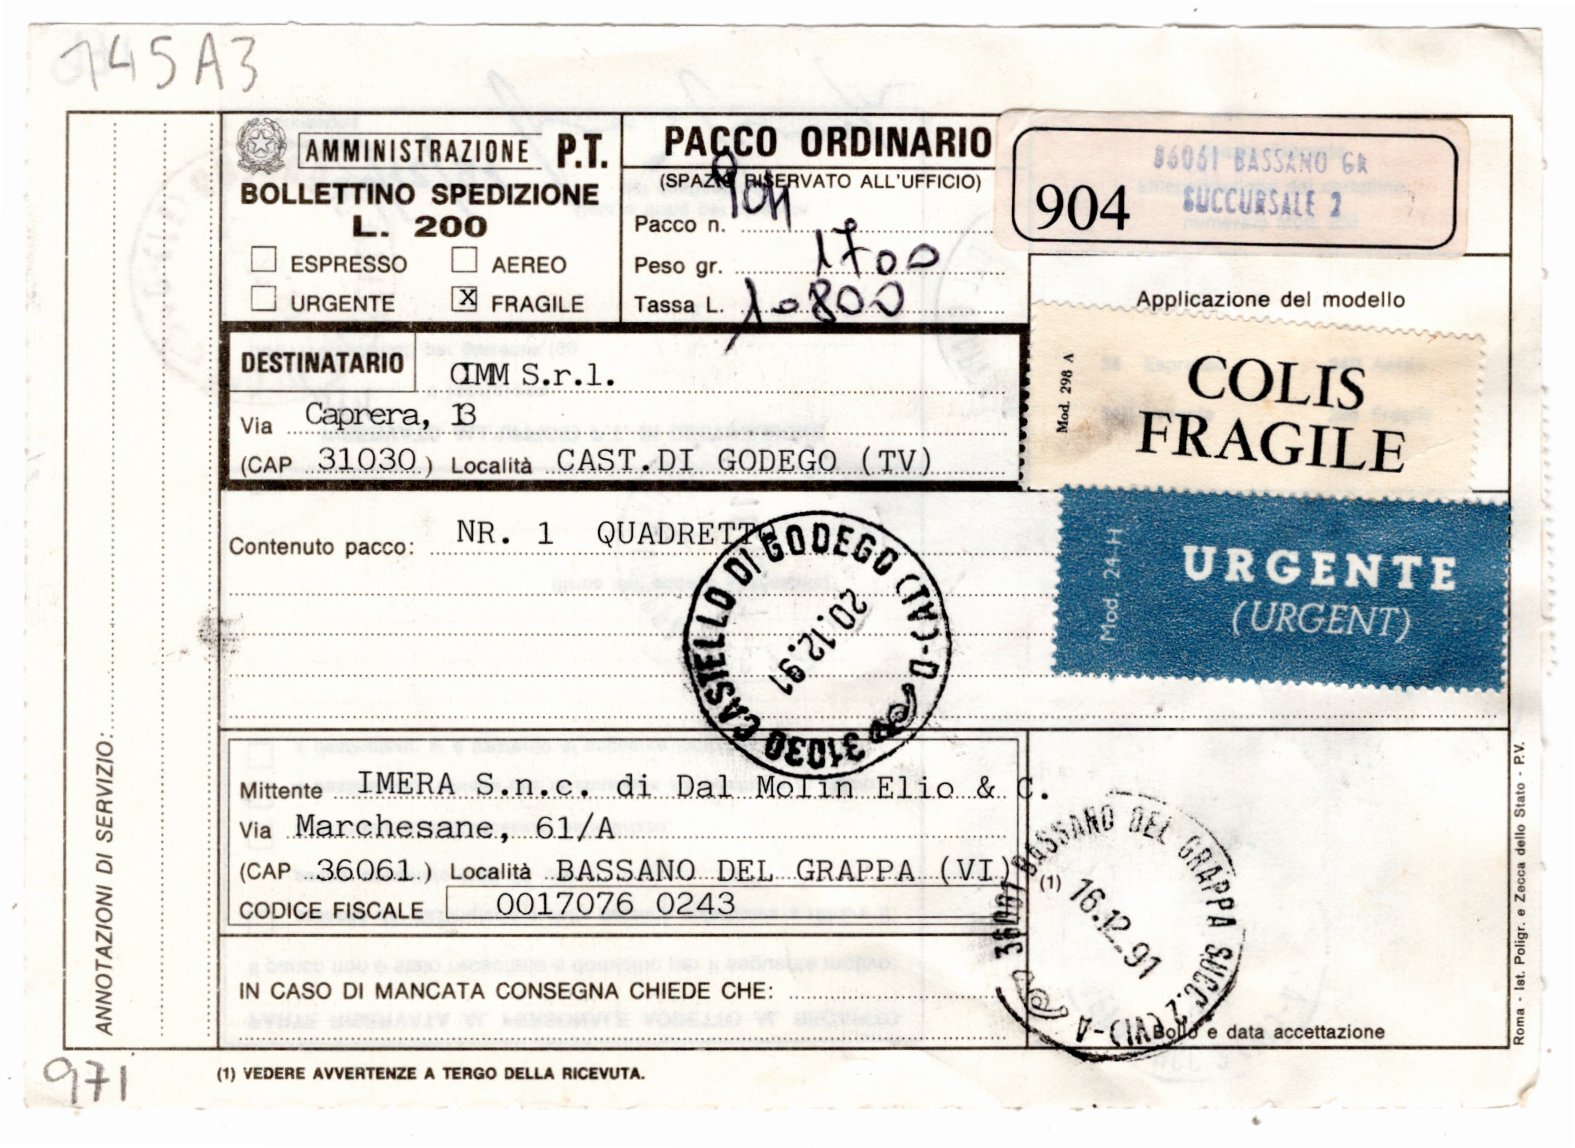 745A3
AMMINISTRAZIONE P.T.
BOLLETTINO SPEDIZIONE
L. 200
ESPRESSO
AEREO
URGENTE
X FRAGILE
PACCO ORDINARIO
(SPAZIO RISERVATO ALL'UFFICIO)
Pacco n. 904
Peso gr. 1700
Tassa L. 10800
904
36061 BASSANO GR
SUCCURSALE 2
Applicazione del modello
Mod. 298 A
COLIS
FRAGILE
Mod. 24-H
URGENTE
(URGENT)
DESTINATARIO CIMM S.r.l.
Via Caprera, 13
(CAP 31030) Località CAST.DI GODEGO (TV)
Contenuto pacco: NR. 1 QUADRETTO
31030 CASTELLO DI GODEGO (TV)-D
20.12.91
Mittente IMERA S.n.c. di Dal Molin Elio & C.
Via Marchesane, 61/A
(CAP 36061) Località BASSANO DEL GRAPPA (VI)
CODICE FISCALE 0017076 0243
IN CASO DI MANCATA CONSEGNA CHIEDE CHE:
(1)
36061 BASSANO DEL GRAPPA SUCC.2 (VI)-A
16.12.91
Bollo e data accettazione
ANNOTAZIONI DI SERVIZIO:
Roma - Ist. Poligr. e Zecca dello Stato - P.V.
971
(1) VEDERE AVVERTENZE A TERGO DELLA RICEVUTA.